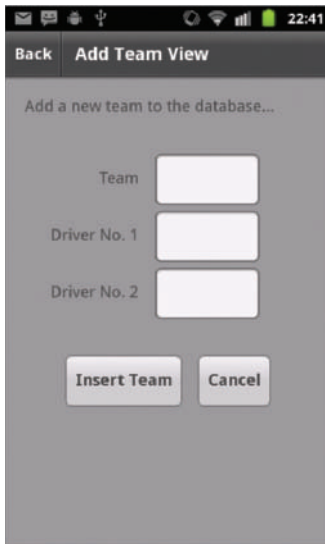 22:41
Back Add Team View
Add a new team to the database...
Team
Driver No. 1
Driver No. 2
Insert Team Cancel